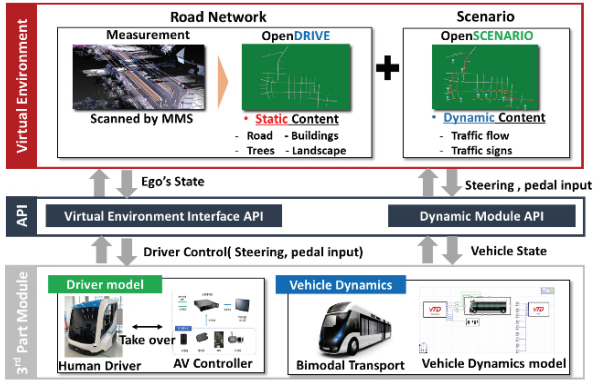 Virtual Environment
Road Network
Scenario
Measurement
OpenDRIVE
OpenSCENARIO
Scanned by MMS
• Static Content
- Road - Buildings
- Trees - Landscape
• Dynamic Content
- Traffic flow
- Traffic signs
Ego's State
Steering , pedal input
API
Virtual Environment Interface API
Dynamic Module API
Driver Control( Steering, pedal input)
Vehicle State
3rd Part Module
Driver model
Vehicle Dynamics
Take over
VTD
VTD
Human Driver
AV Controller
Bimodal Transport
Vehicle Dynamics model